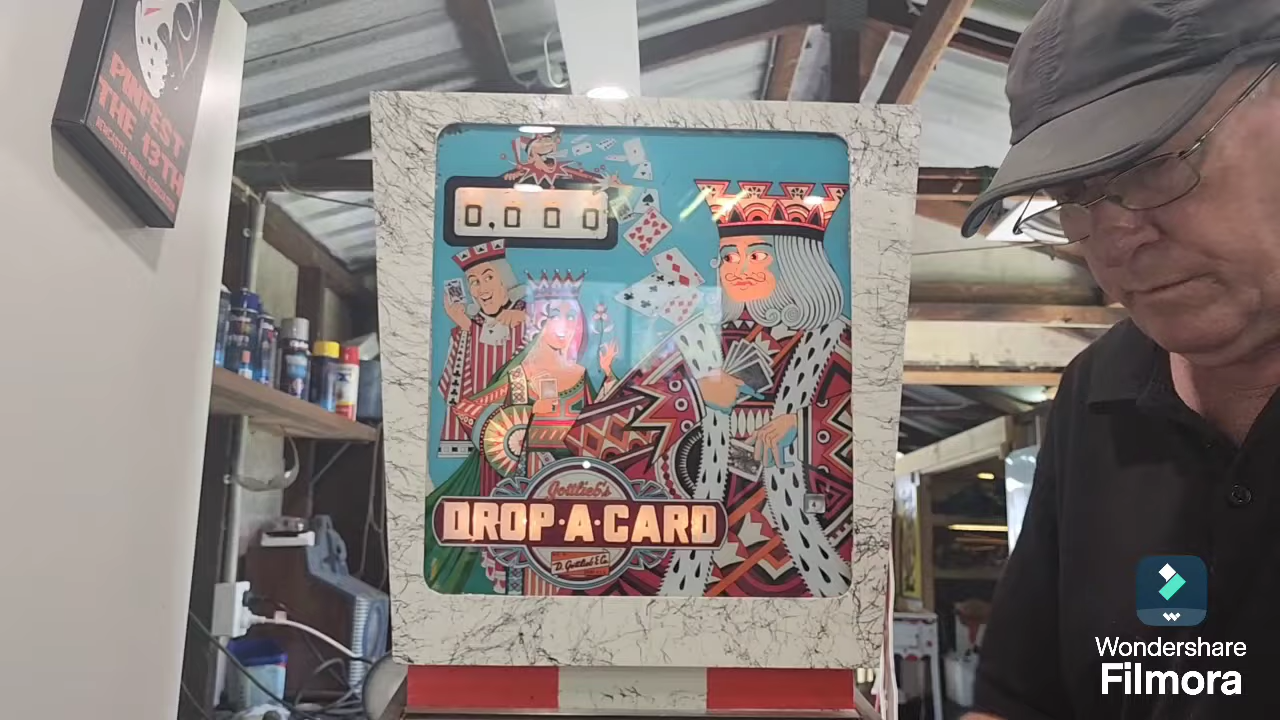 PINFEST
THE 13TH
0,000
Gottlieb's
DROP·A·CARD
D. Gottlieb & Co.
Wondershare
Filmora